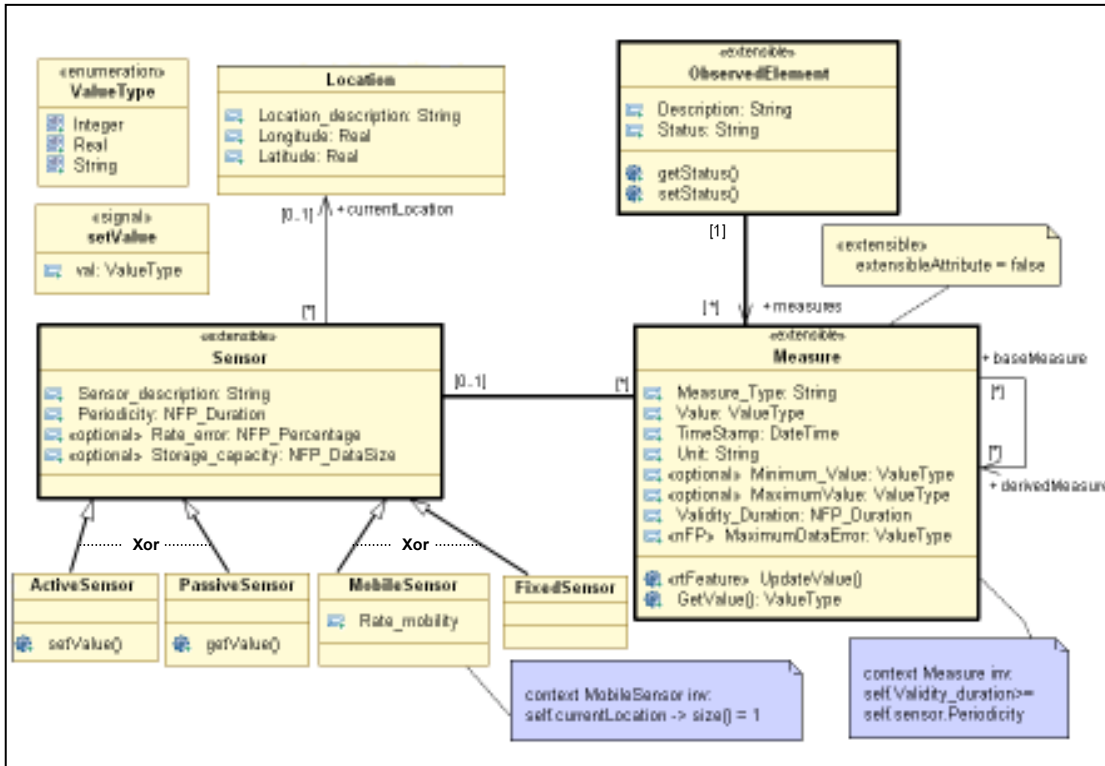 «enumeration»
ValueType
Integer
Real
String
Location
Location_description: String
Longitude: Real
Latitude: Real
«extensible»
ObservedElement
Description: String
Status: String
getStatus()
setStatus()
«signal»
setValue
val: ValueType
[0..1]
+ currentLocation
[*]
[1]
[*]
+ measures
«extensible»
extensibleAttribute = false
«extensible»
Sensor
Sensor_description: String
Periodicity: NFP_Duration
«optional» Rate_error: NFP_Percentage
«optional» Storage_capacity: NFP_DataSize
[0..1]
[*]
«extensible»
Measure
Measure_Type: String
Value: ValueType
TimeStamp: DateTime
Unit: String
«optional» Minimum_Value: ValueType
«optional» MaximumValue: ValueType
Validity_Duration: NFP_Duration
«nFP» MaximumDataError: ValueType
«rtFeature» UpdateValue()
GetValue(): ValueType
+ baseMeasure
[*]
[*]
+ derivedMeasure
Xor
Xor
ActiveSensor
setValue()
PassiveSensor
getValue()
MobileSensor
Rate_mobility
FixedSensor
context MobileSensor inv:
self.currentLocation -> size() = 1
context Measure inv:
self.Validity_duration>=
self.sensor.Periodicity